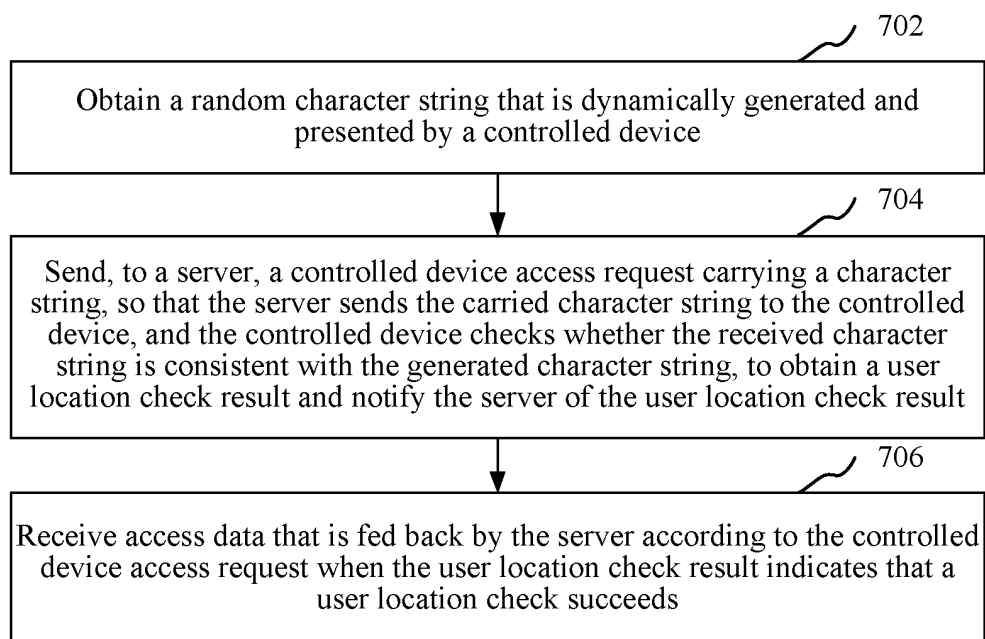 702
Obtain a random character string that is dynamically generated and
presented by a controlled device
704
Send, to a server, a controlled device access request carrying a character
string, so that the server sends the carried character string to the controlled
device, and the controlled device checks whether the received character
string is consistent with the generated character string, to obtain a user
location check result and notify the server of the user location check result
706
Receive access data that is fed back by the server according to the controlled
device access request when the user location check result indicates that a
user location check succeeds